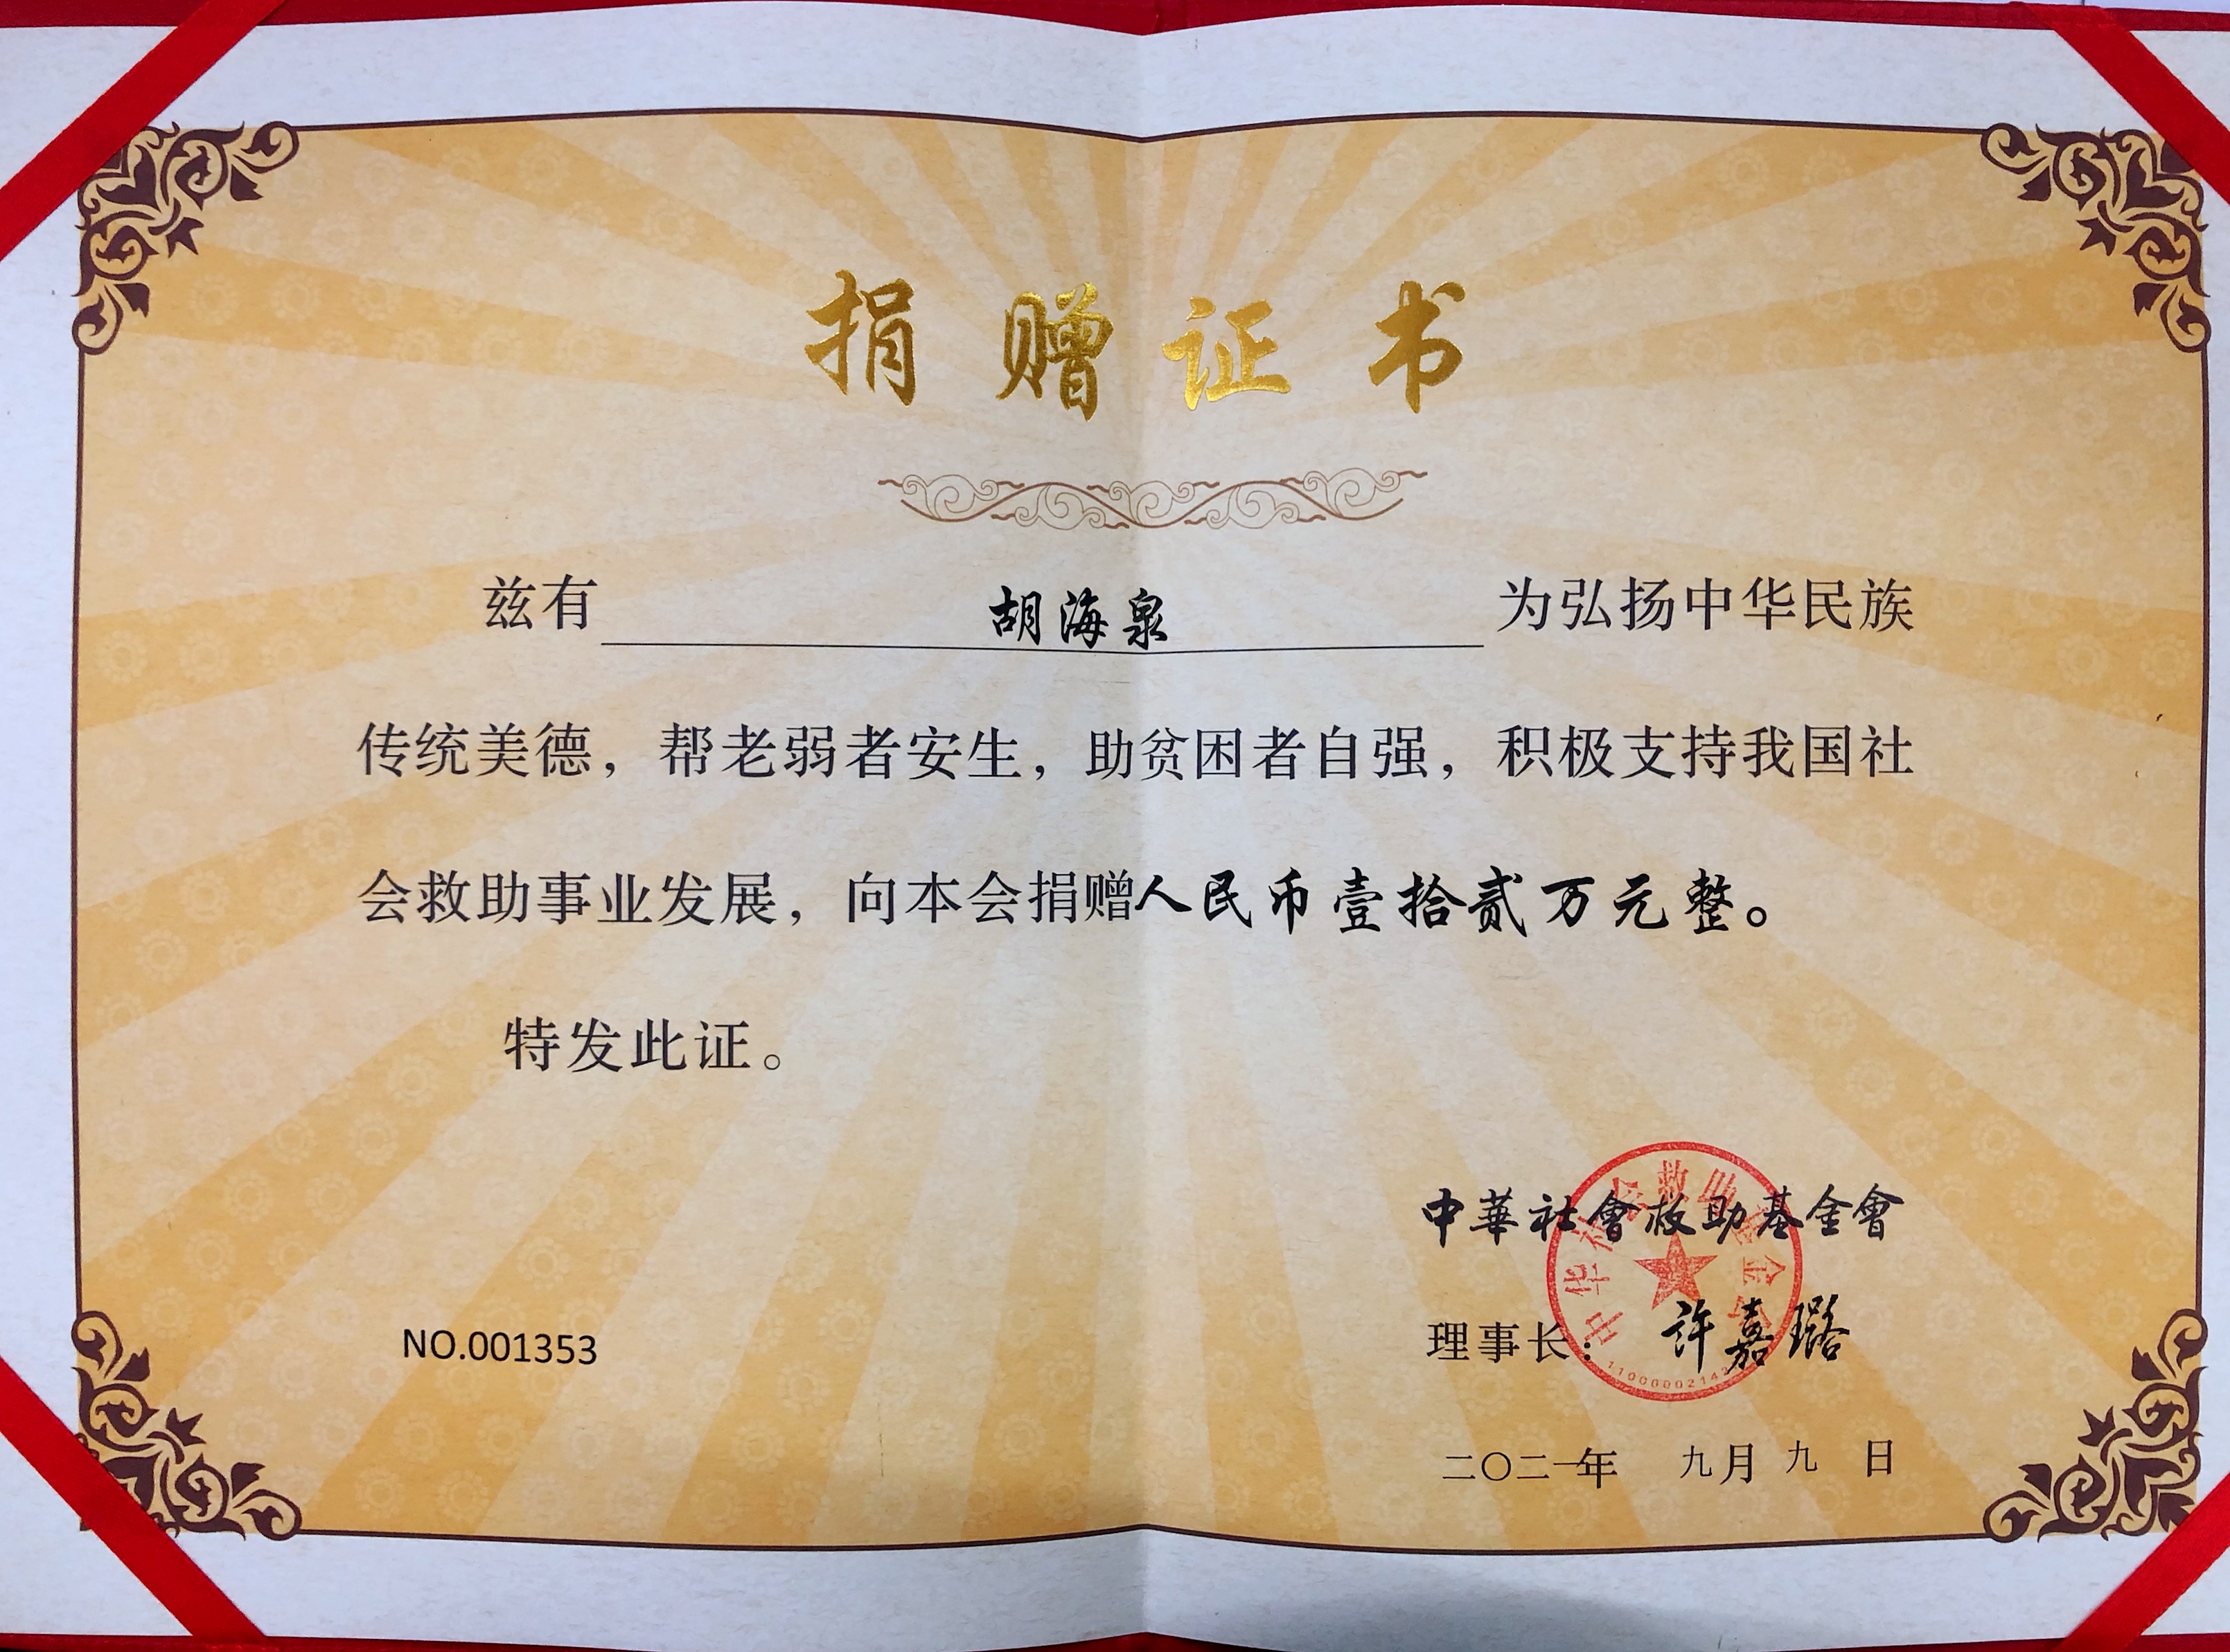 捐赠证书
兹有 胡海泉 为弘扬中华民族
传统美德，帮老弱者安生，助贫困者自强，积极支持我国社
会救助事业发展，向本会捐赠人民币壹拾贰万元整。
特发此证。
中華社會救助基金會
理事长：許嘉璐
NO.001353
二〇二一年 九月九日